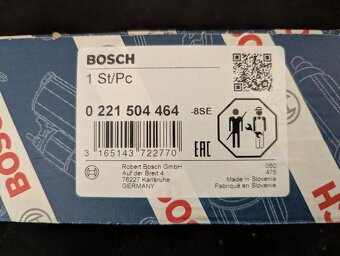 BOSCH
1 St/Pc
0 221 504 464 -8SE
3 165143 722770
EAC
Robert Bosch GmbH
Auf der Breit 4
76227 Karlsruhe
GERMANY
050
475
Made in Slovenia
Fabriqué en Slovénie
BOSCH
BOSCH